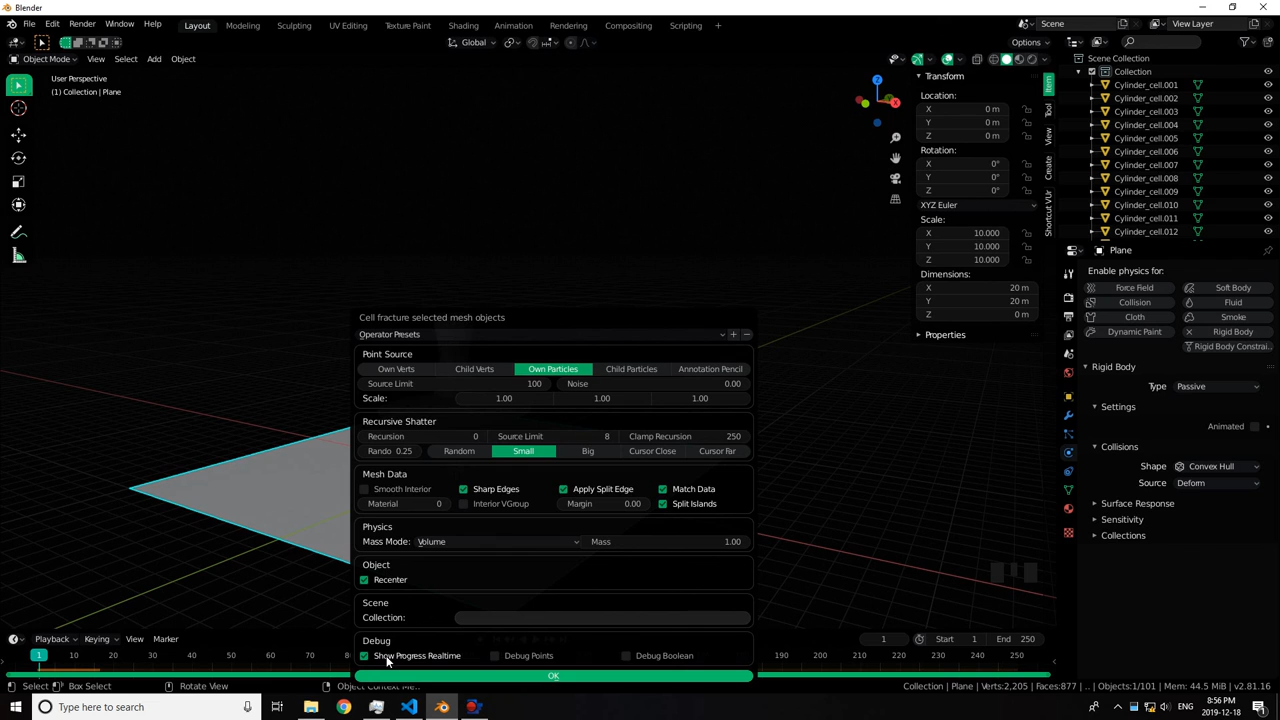 Blender
File Edit Render Window Help Layout Modeling Sculpting UV Editing Texture Paint Shading Animation Rendering Compositing Scripting + Scene View Layer
Global Options
Object Mode View Select Add Object
User Perspective
(1) Collection | Plane
Transform
Location:
X 0 m
Y 0 m
Z 0 m
Rotation:
X 0°
Y 0°
Z 0°
XYZ Euler
Scale:
X 10.000
Y 10.000
Z 10.000
Dimensions:
X 20 m
Y 20 m
Z 0 m
Properties
Item
Tool
View
Create
Shortcut VUr
Scene Collection
Collection
Cylinder_cell.001
Cylinder_cell.002
Cylinder_cell.003
Cylinder_cell.004
Cylinder_cell.005
Cylinder_cell.006
Cylinder_cell.007
Cylinder_cell.008
Cylinder_cell.009
Cylinder_cell.010
Cylinder_cell.011
Cylinder_cell.012
Plane
Enable physics for:
Force Field Soft Body
Collision Fluid
Cloth Smoke
Dynamic Paint Rigid Body
Rigid Body Constrai..
Rigid Body
Type Passive
Settings
Animated
Collisions
Shape Convex Hull
Source Deform
Surface Response
Sensitivity
Collections
Cell fracture selected mesh objects
Operator Presets
Point Source
Own Verts Child Verts Own Particles Child Particles Annotation Pencil
Source Limit 100 Noise 0.00
Scale: 1.00 1.00 1.00
Recursive Shatter
Recursion 0 Source Limit 8 Clamp Recursion 250
Rando 0.25 Random Small Big Cursor Close Cursor Far
Mesh Data
Smooth Interior Sharp Edges Apply Split Edge Match Data
Material 0 Interior VGroup Margin 0.00 Split Islands
Physics
Mass Mode: Volume Mass 1.00
Object
Recenter
Scene
Collection:
Debug
Show Progress Realtime Debug Points Debug Boolean
OK
Playback Keying View Marker 1 Start 1 End 250
1 10 20 30 150 160 170 180 190 200 210 220 230 240 250
Select Box Select Rotate View Object Context Me.. Collection | Plane | Verts:2,205 | Faces:877 | .. | Objects:1/101 | Mem: 44.5 MiB | v2.81.16
Type here to search ENG 8:56 PM
2019-12-18